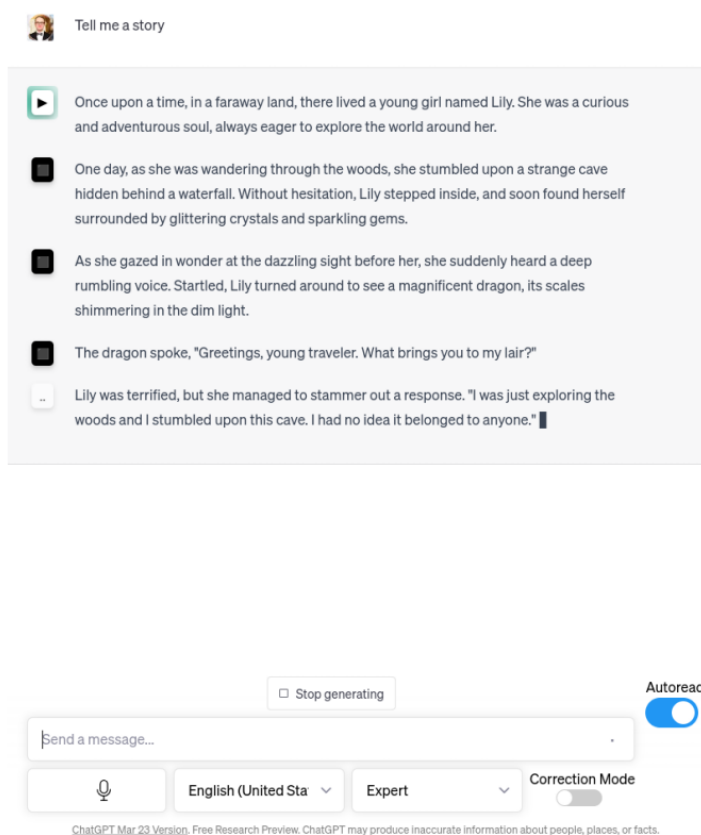 Tell me a story
Once upon a time, in a faraway land, there lived a young girl named Lily. She was a curious
and adventurous soul, always eager to explore the world around her.
One day, as she was wandering through the woods, she stumbled upon a strange cave
hidden behind a waterfall. Without hesitation, Lily stepped inside, and soon found herself
surrounded by glittering crystals and sparkling gems.
As she gazed in wonder at the dazzling sight before her, she suddenly heard a deep
rumbling voice. Startled, Lily turned around to see a magnificent dragon, its scales
shimmering in the dim light.
The dragon spoke, "Greetings, young traveler. What brings you to my lair?"
Lily was terrified, but she managed to stammer out a response. "I was just exploring the
woods and I stumbled upon this cave. I had no idea it belonged to anyone."
Stop generating
Autoread
Send a message...
English (United Sta
Expert
Correction Mode
ChatGPT Mar 23 Version. Free Research Preview. ChatGPT may produce inaccurate information about people, places, or facts.